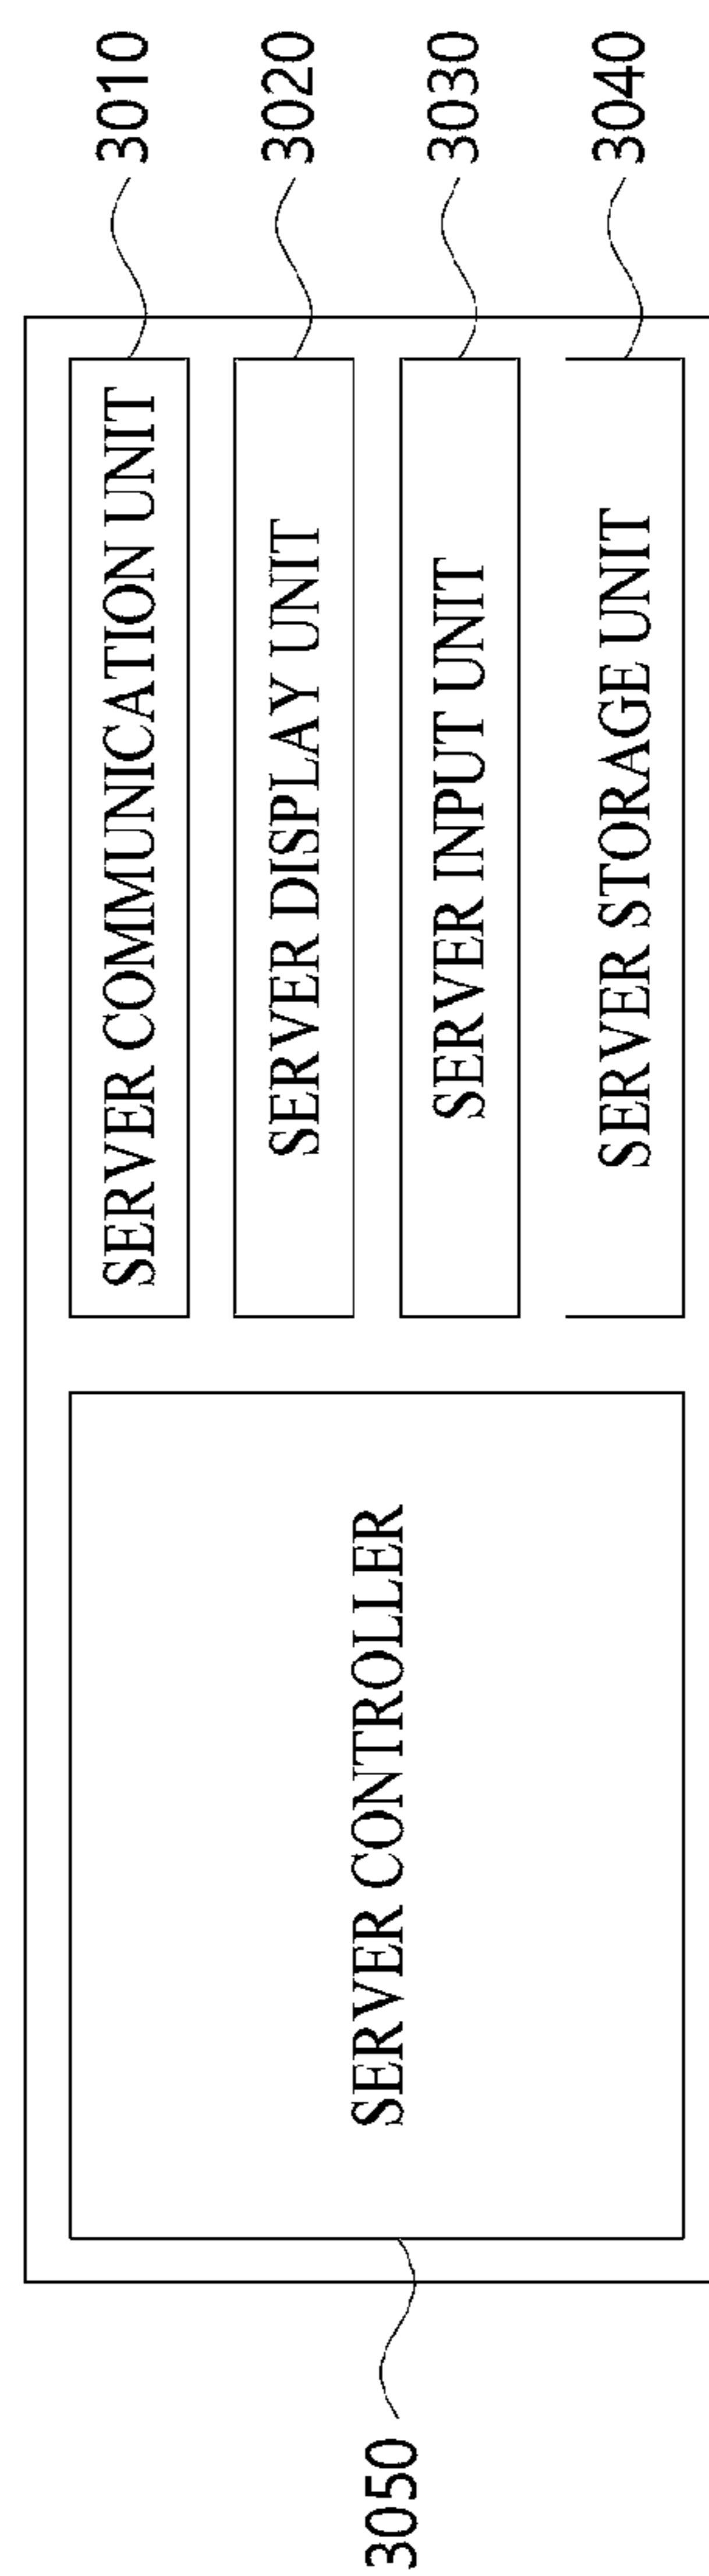 3050
SERVER CONTROLLER
SERVER COMMUNICATION UNIT
3010
SERVER DISPLAY UNIT
3020
SERVER INPUT UNIT
3030
SERVER STORAGE UNIT
3040